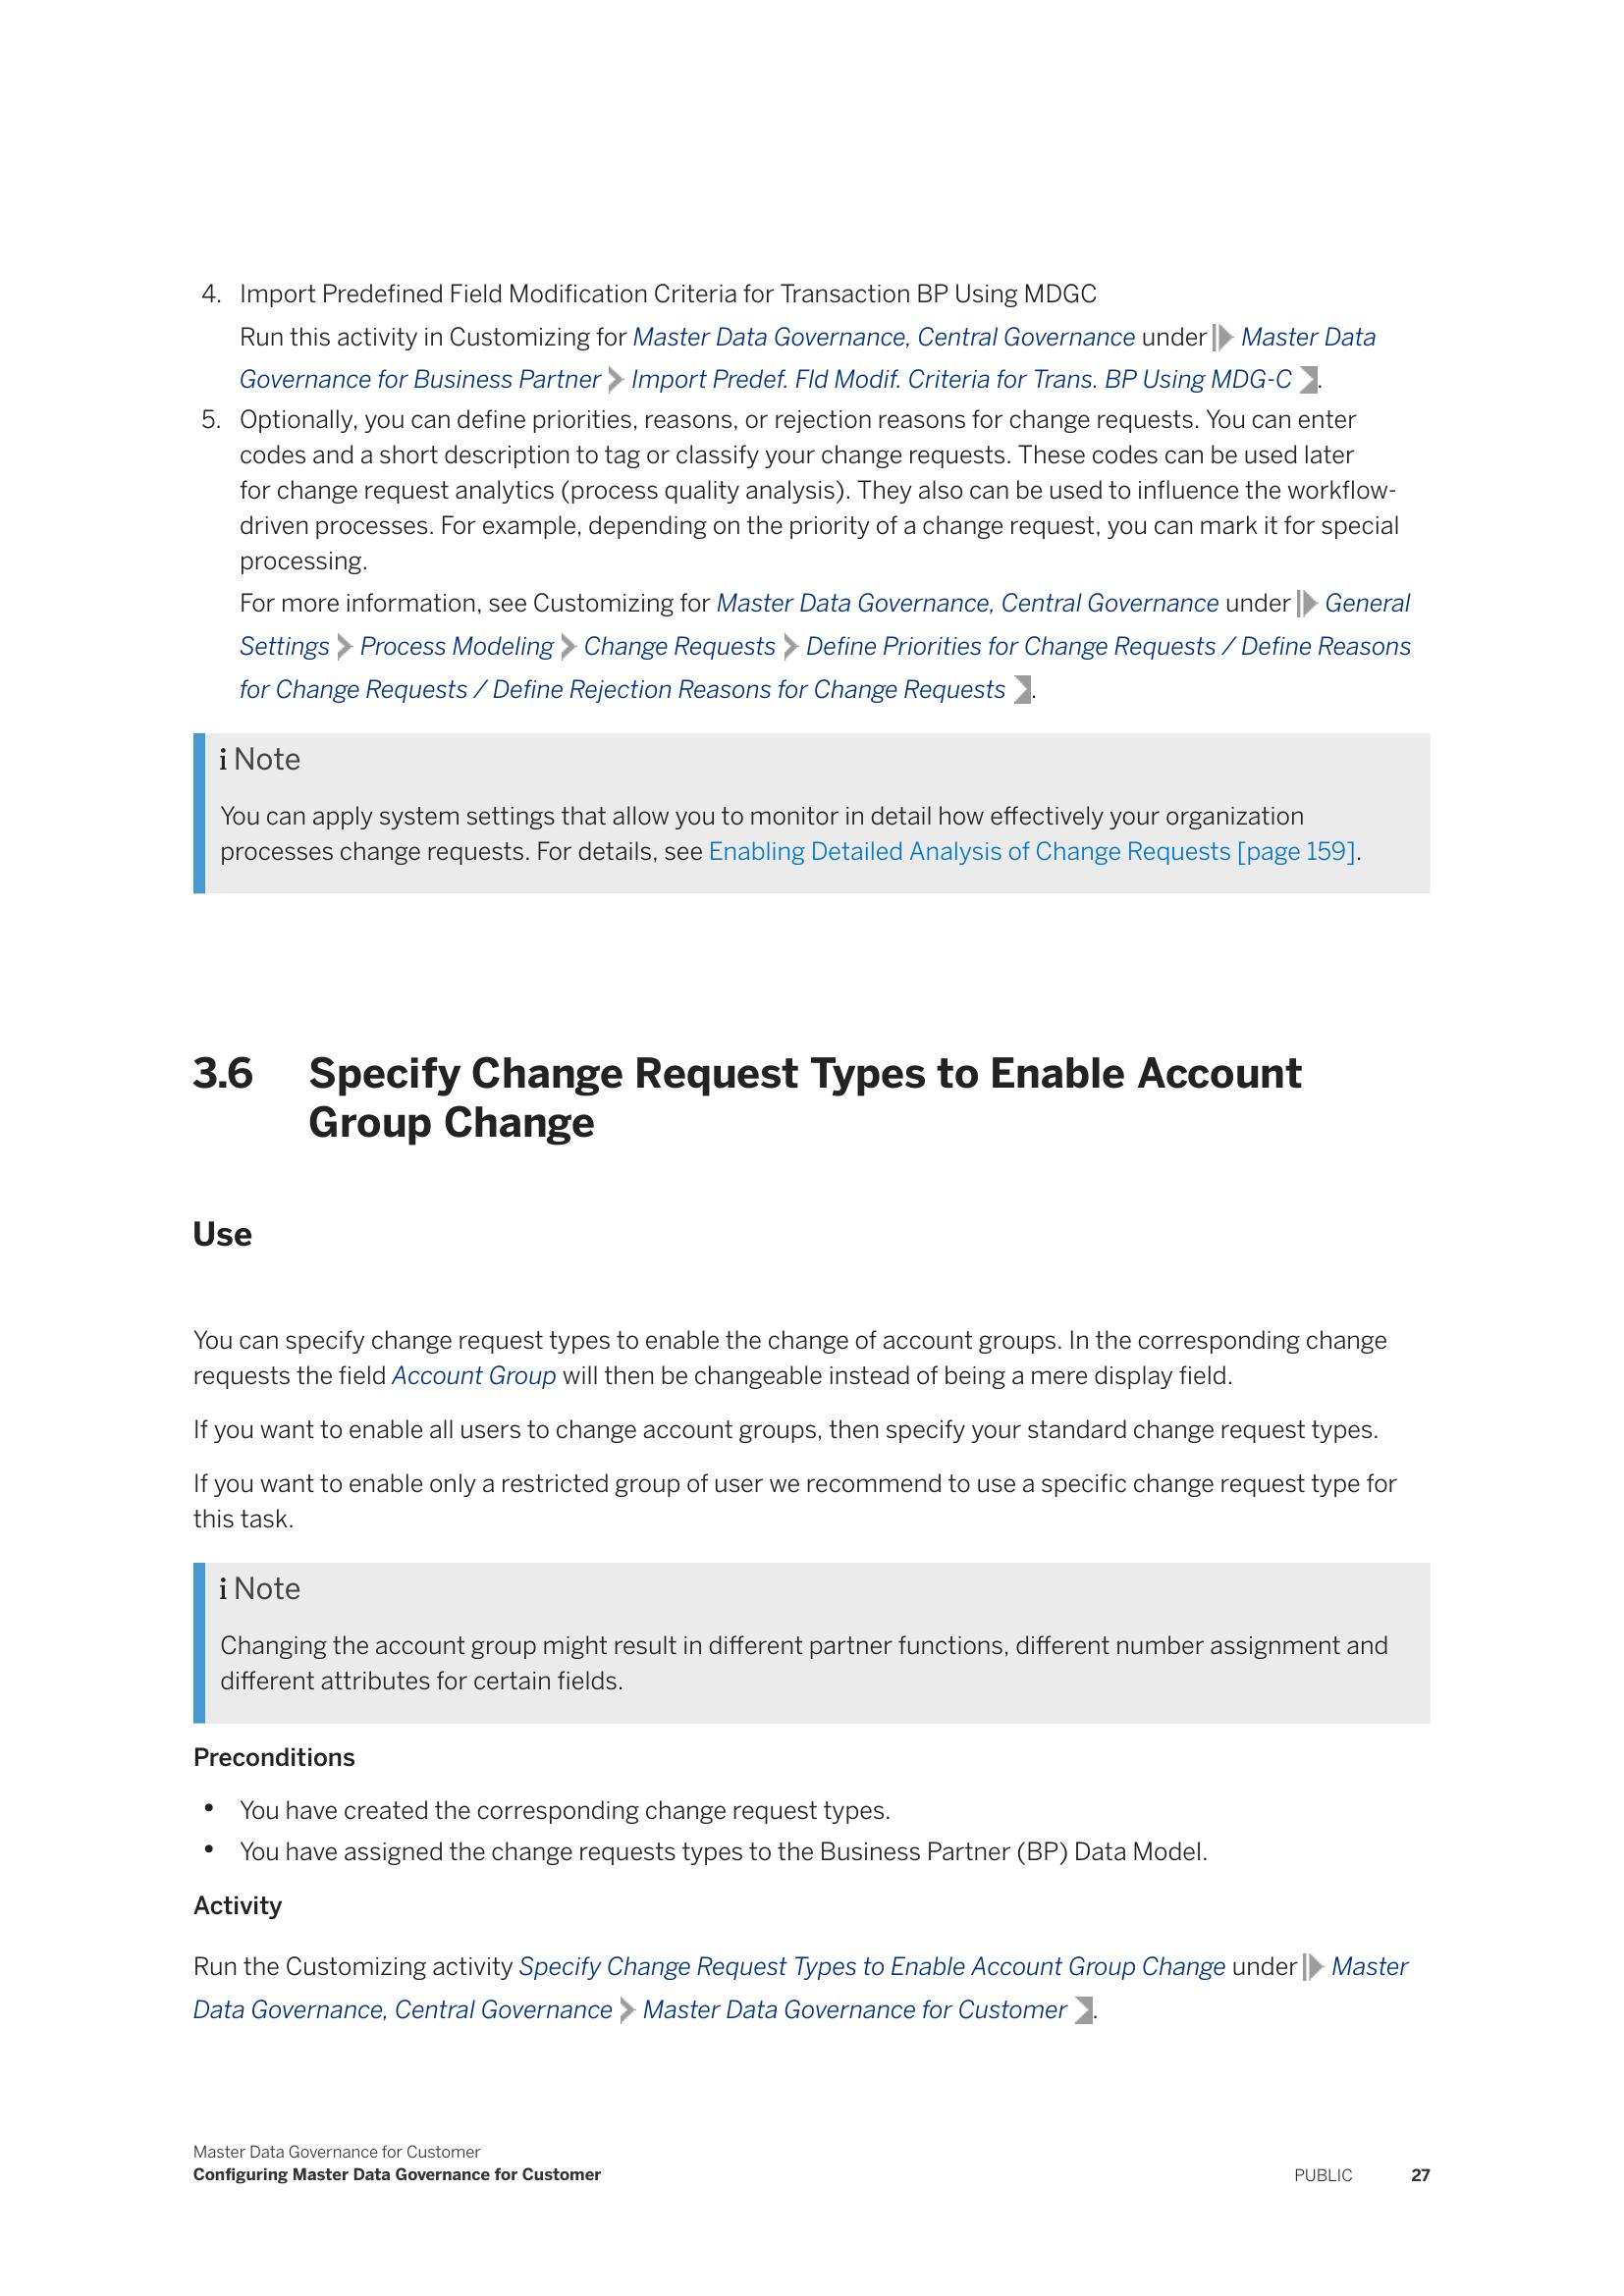 4. Import Predefined Field Modification Criteria for Transaction BP Using MDGC
Run this activity in Customizing for Master Data Governance, Central Governance under Master Data
Governance for Business Partner Import Predef. Fld Modif. Criteria for Trans. BP Using MDG-C .
5. Optionally, you can define priorities, reasons, or rejection reasons for change requests. You can enter
codes and a short description to tag or classify your change requests. These codes can be used later
for change request analytics (process quality analysis). They also can be used to influence the workflow-
driven processes. For example, depending on the priority of a change request, you can mark it for special
processing.
For more information, see Customizing for Master Data Governance, Central Governance under General
Settings Process Modeling Change Requests Define Priorities for Change Requests / Define Reasons
for Change Requests / Define Rejection Reasons for Change Requests .
i Note
You can apply system settings that allow you to monitor in detail how effectively your organization
processes change requests. For details, see Enabling Detailed Analysis of Change Requests [page 159].
3.6 Specify Change Request Types to Enable Account
Group Change
Use
You can specify change request types to enable the change of account groups. In the corresponding change
requests the field Account Group will then be changeable instead of being a mere display field.
If you want to enable all users to change account groups, then specify your standard change request types.
If you want to enable only a restricted group of user we recommend to use a specific change request type for
this task.
i Note
Changing the account group might result in different partner functions, different number assignment and
different attributes for certain fields.
Preconditions
• You have created the corresponding change request types.
• You have assigned the change requests types to the Business Partner (BP) Data Model.
Activity
Run the Customizing activity Specify Change Request Types to Enable Account Group Change under Master
Data Governance, Central Governance Master Data Governance for Customer .
Master Data Governance for Customer
Configuring Master Data Governance for Customer PUBLIC 27